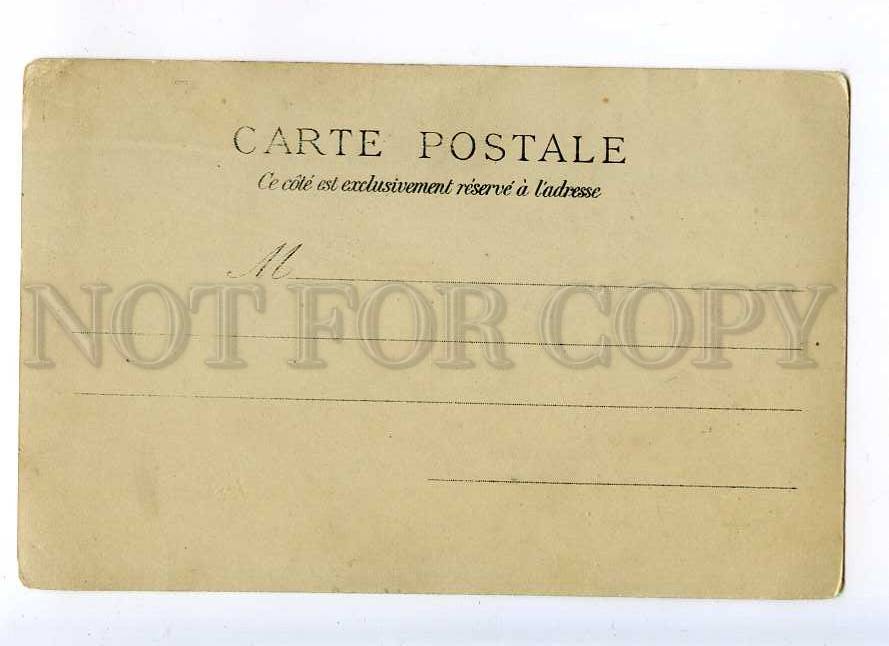 CARTE POSTALE
Ce côté est exclusivement réservé à l'adresse
M
NOT FOR COPY